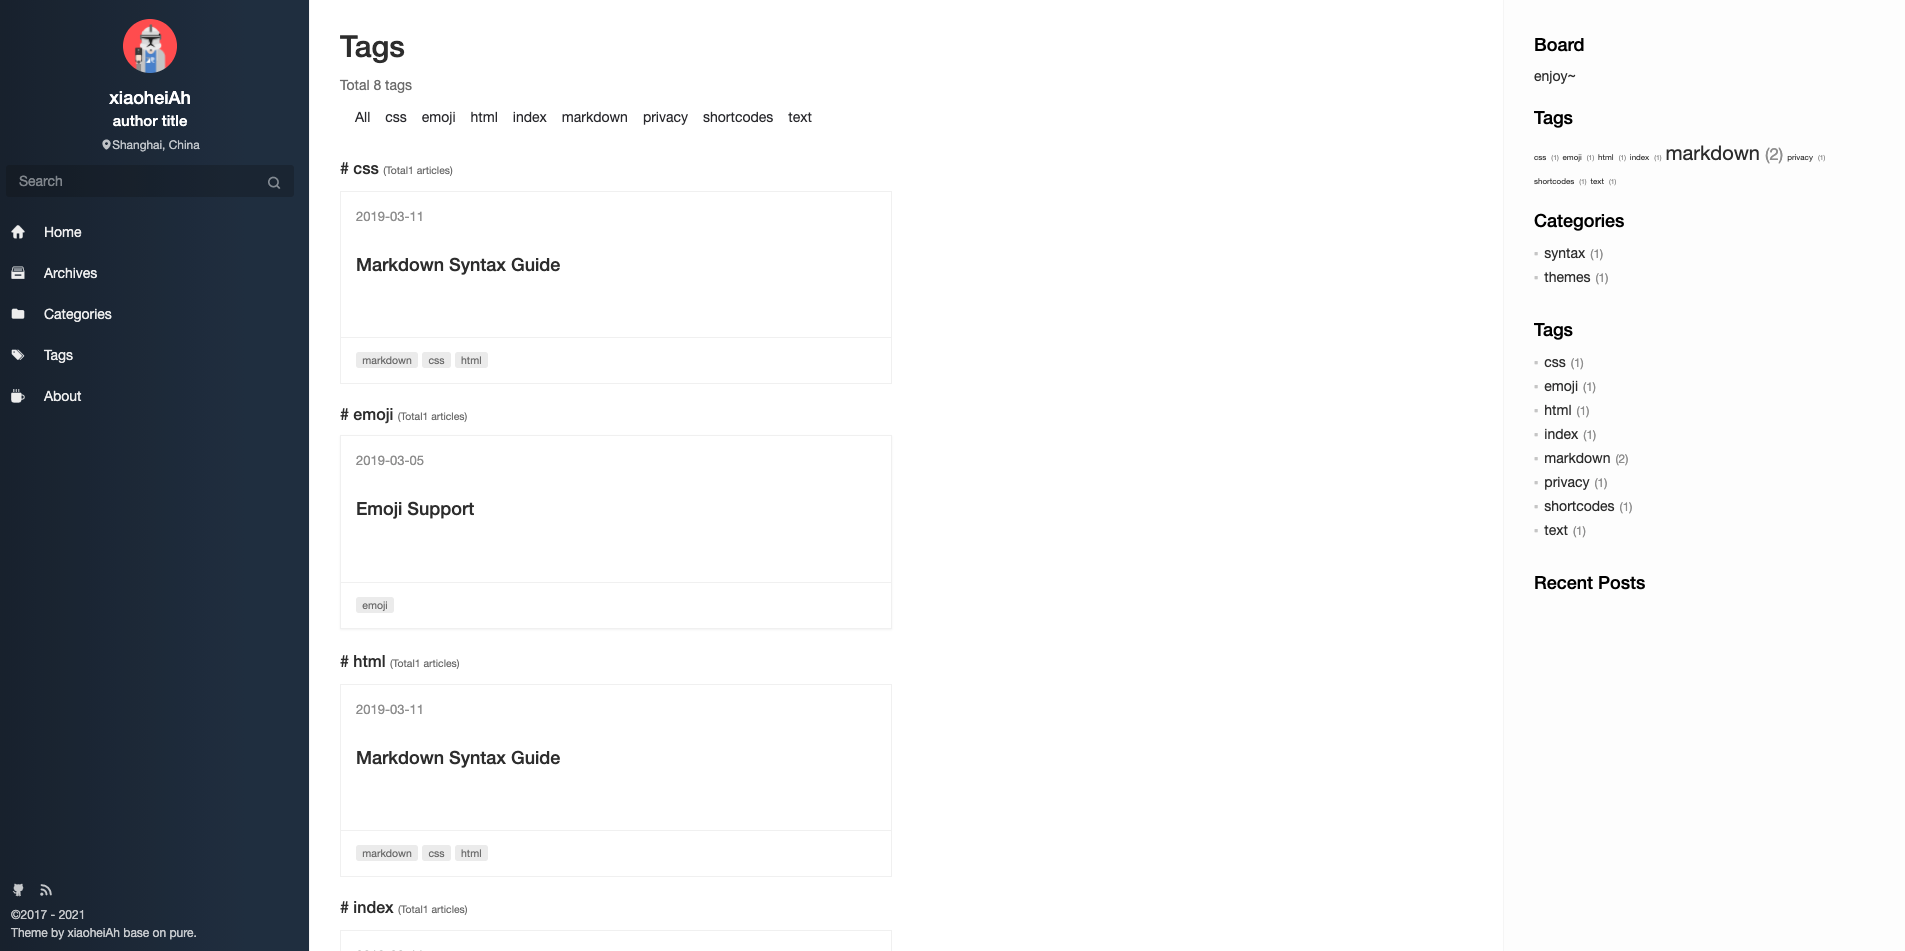 xiaoheiAh
author title
Shanghai, China
Search
Home
Archives
Categories
Tags
About
©2017 - 2021
Theme by xiaoheiAh base on pure.
Tags
Total 8 tags
All css emoji html index markdown privacy shortcodes text
# css (Total1 articles)
2019-03-11
Markdown Syntax Guide
markdown css html
# emoji (Total1 articles)
2019-03-05
Emoji Support
emoji
# html (Total1 articles)
2019-03-11
Markdown Syntax Guide
markdown css html
# index (Total1 articles)
Board
enjoy~
Tags
css (1) emoji (1) html (1) index (1) markdown (2) privacy (1)
shortcodes (1) text (1)
Categories
syntax (1)
themes (1)
Tags
css (1)
emoji (1)
html (1)
index (1)
markdown (2)
privacy (1)
shortcodes (1)
text (1)
Recent Posts